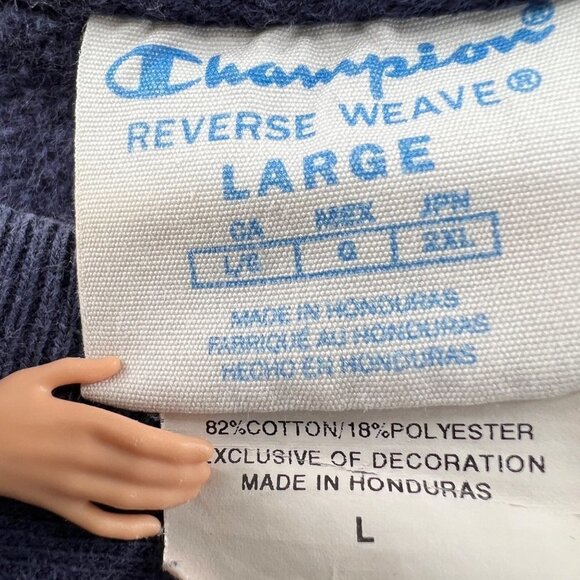 Champion®
REVERSE WEAVE®
LARGE
CA MEX JPN
L/G G 2XL
MADE IN HONDURAS
FABRIQUÉ AU HONDURAS
HECHO EN HONDURAS
82%COTTON/18%POLYESTER
EXCLUSIVE OF DECORATION
MADE IN HONDURAS
L